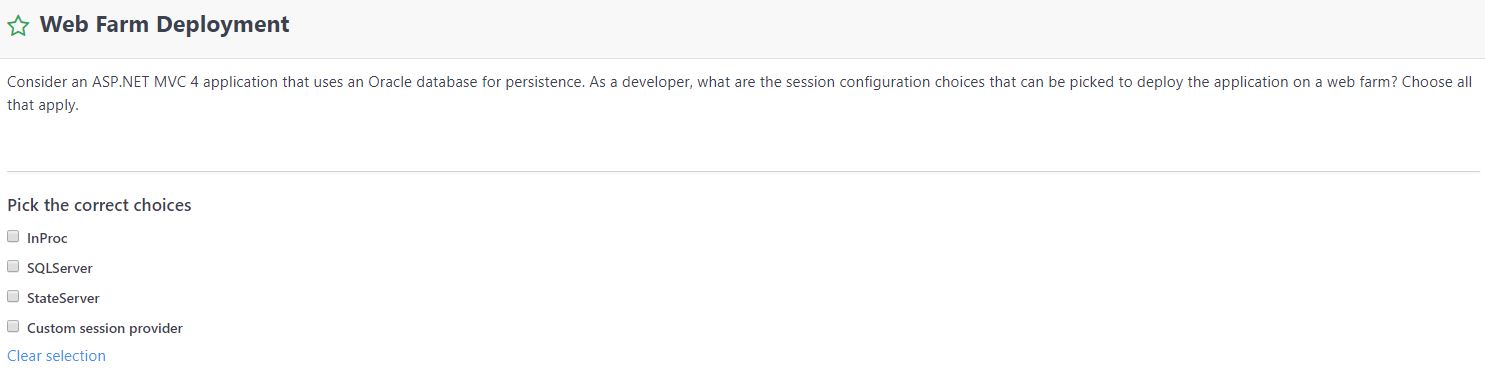 Web Farm Deployment
Consider an ASP.NET MVC 4 application that uses an Oracle database for persistence. As a developer, what are the session configuration choices that can be picked to deploy the application on a web farm? Choose all
that apply.
Pick the correct choices
InProc
SQLServer
StateServer
Custom session provider
Clear selection